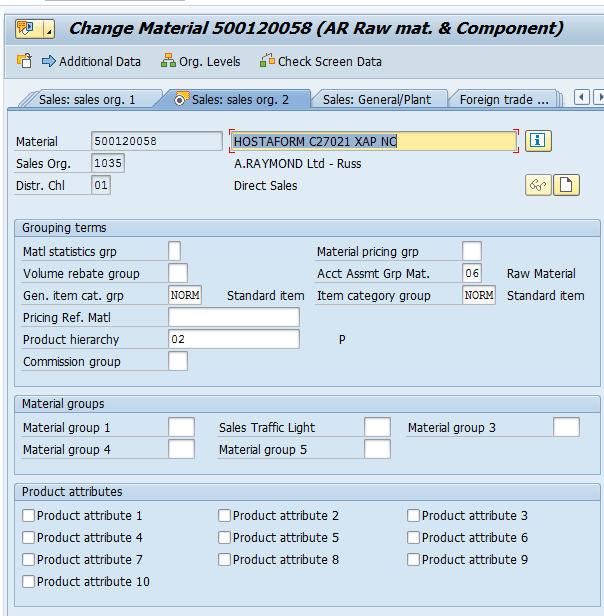 Change Material 500120058 (AR Raw mat. & Component)
Additional Data Org. Levels Check Screen Data
Sales: sales org. 1 Sales: sales org. 2 Sales: General/Plant Foreign trade ...
Material 500120058 HOSTAFORM C27021 XAP NC
Sales Org. 1035 A.RAYMOND Ltd - Russ
Distr. Chl 01 Direct Sales
Grouping terms
Matl statistics grp Material pricing grp
Volume rebate group Acct Assmt Grp Mat. 06 Raw Material
Gen. item cat. grp NORM Standard item Item category group NORM Standard item
Pricing Ref. Matl
Product hierarchy 02 P
Commission group
Material groups
Material group 1 Sales Traffic Light Material group 3
Material group 4 Material group 5
Product attributes
Product attribute 1 Product attribute 2 Product attribute 3
Product attribute 4 Product attribute 5 Product attribute 6
Product attribute 7 Product attribute 8 Product attribute 9
Product attribute 10